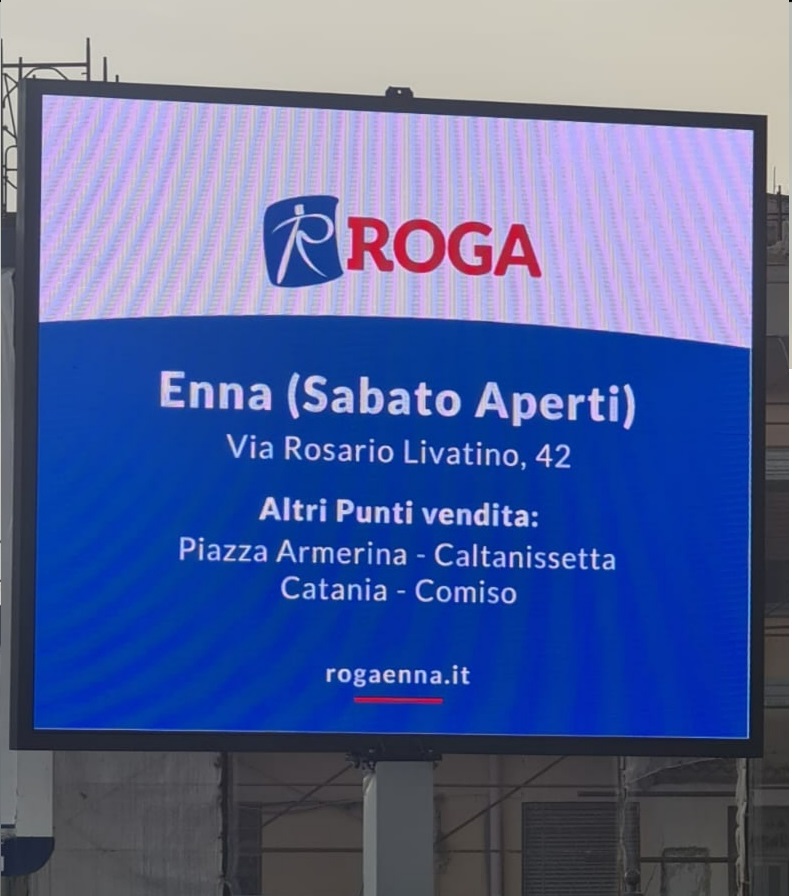 ROGA
Enna (Sabato Aperti)
Via Rosario Livatino, 42
Altri Punti vendita:
Piazza Armerina - Caltanissetta
Catania - Comiso
rogaenna.it